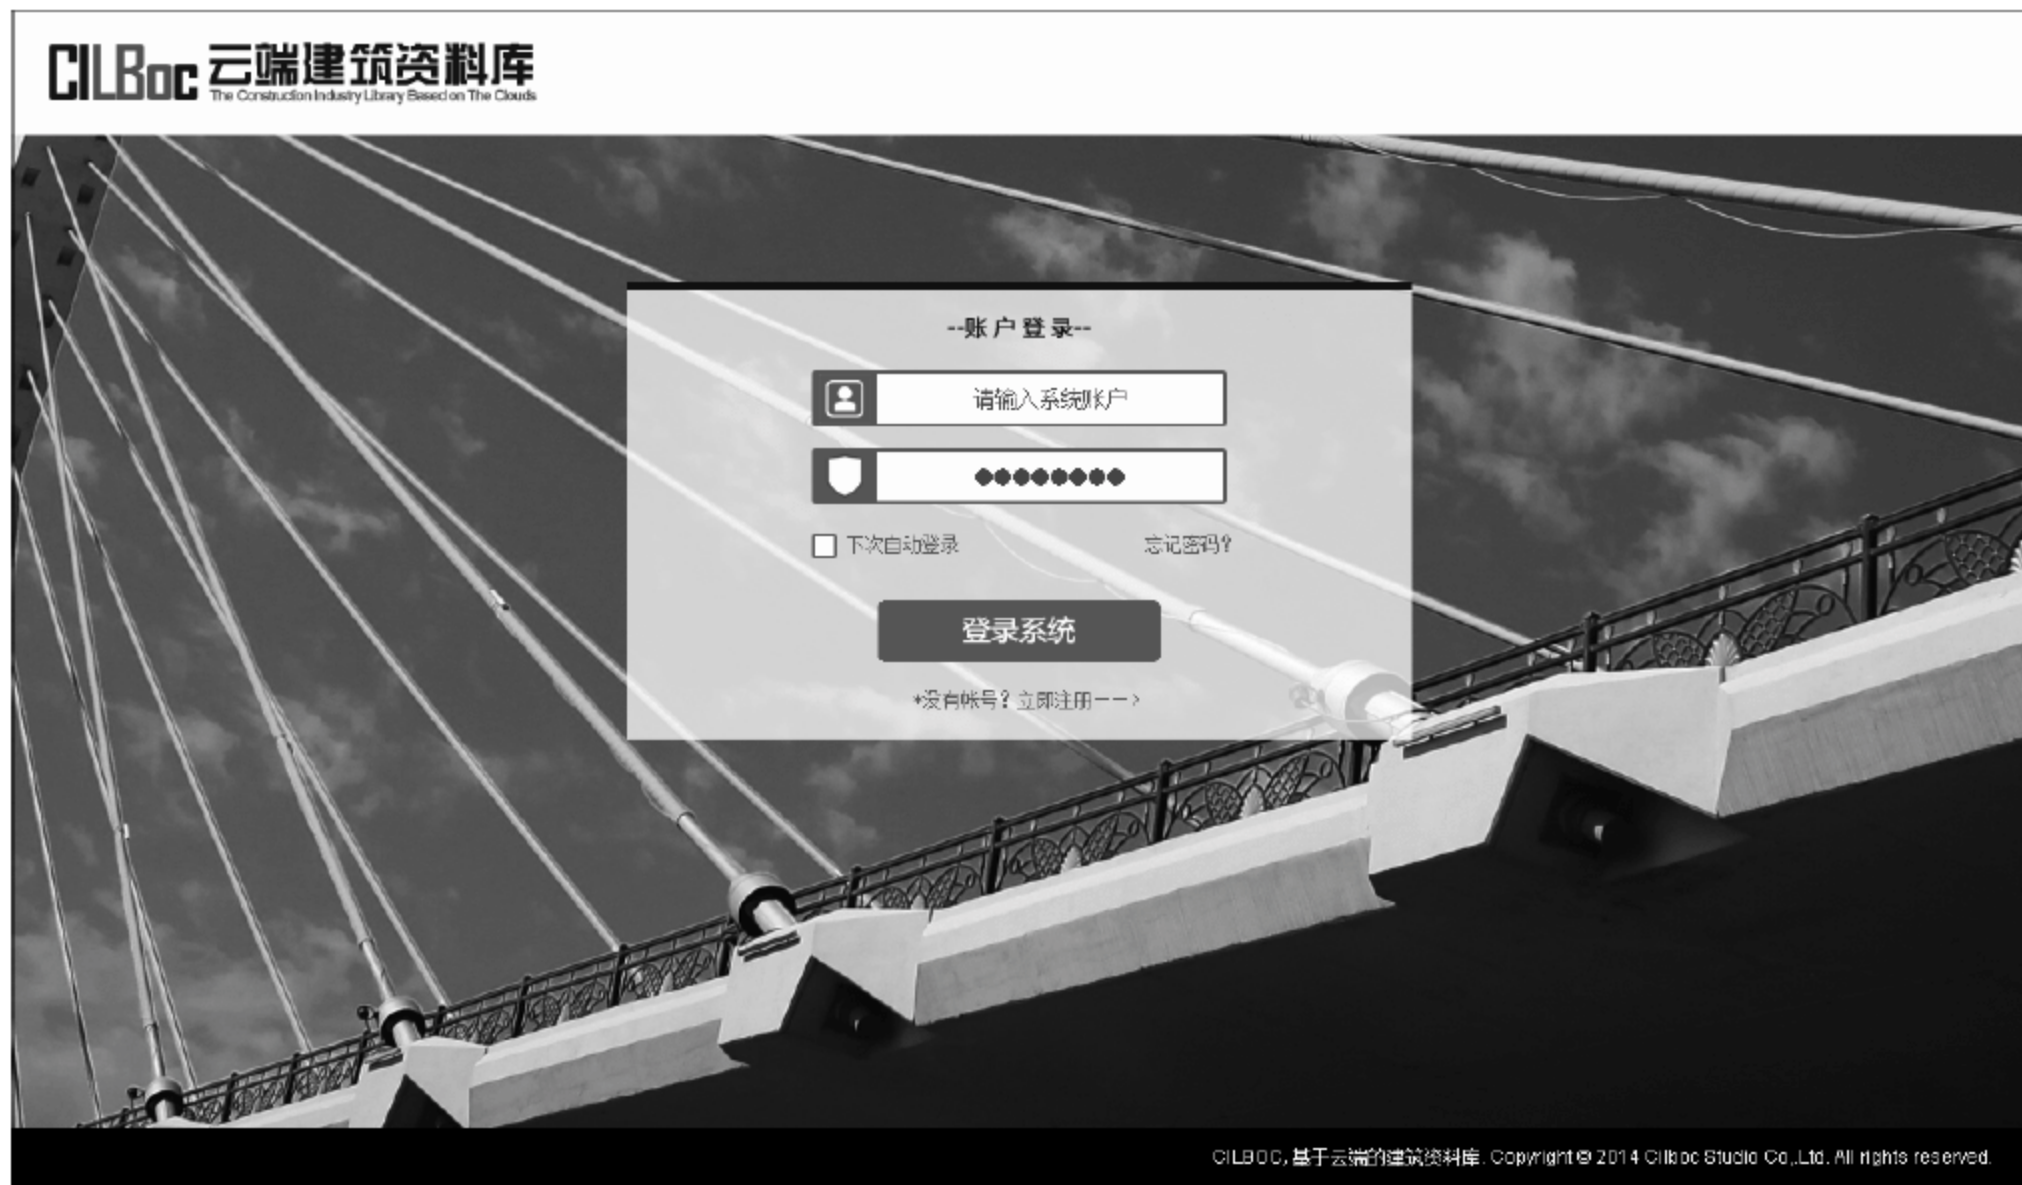 CILBoc 云端建筑资料库
The Construction Industry Library Based on The Clouds
--账户登录--
请输入系统账户
●●●●●●●●
下次自动登录 忘记密码?
登录系统
*没有帐号? 立即注册——>
CILBOC, 基于云端的建筑资料库. Copyright © 2014 Cilboc Studio Co,.Ltd. All rights reserved.